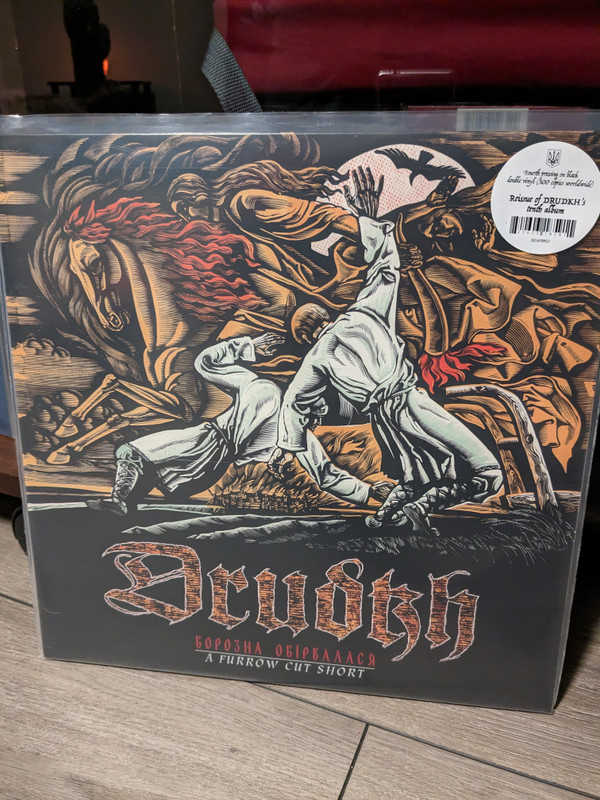 Fourth pressing on black
double vinyl (300 copies worldwide)
Reissue of DRUDKH's
tenth album
Drudkh
БОРОЗНА ОБІРВАЛАСЯ
A FURROW CUT SHORT